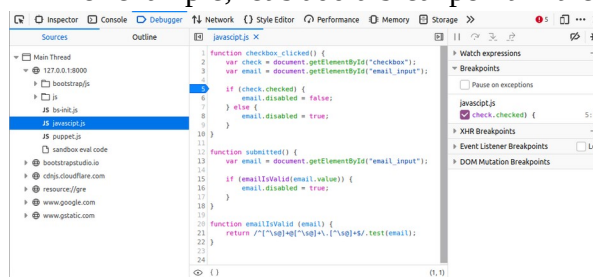 Inspector Console Debugger Network Style Editor Performance Memory Storage 5
Sources Outline javascipt.js
Main Thread
127.0.0.1:8000
bootstrap/js
js
JS bs-init.js
JS javascipt.js
JS puppet.js
sandbox eval code
bootstrapstudio.io
cdnjs.cloudflare.com
resource://gre
www.google.com
www.gstatic.com
1 function checkbox_clicked() {
2 var check = document.getElementById("checkbox");
3 var email = document.getElementById("email_input");
4
5 if (check.checked) {
6 email.disabled = false;
7 } else {
8 email.disabled = true;
9 }
10 }
11
12 function submitted() {
13 var email = document.getElementById("email_input");
14
15 if (emailIsValid(email.value)) {
16 email.disabled = true;
17 }
18 }
19
20 function emailIsValid (email) {
21 return /^[^\s@]+@[^\s@]+\.[^\s@]+$/.test(email);
22 }
23
24
{ } (1, 1)
Watch expressions
Breakpoints
Pause on exceptions
javascipt.js
check.checked) { 5:
XHR Breakpoints
Event Listener Breakpoints
DOM Mutation Breakpoints